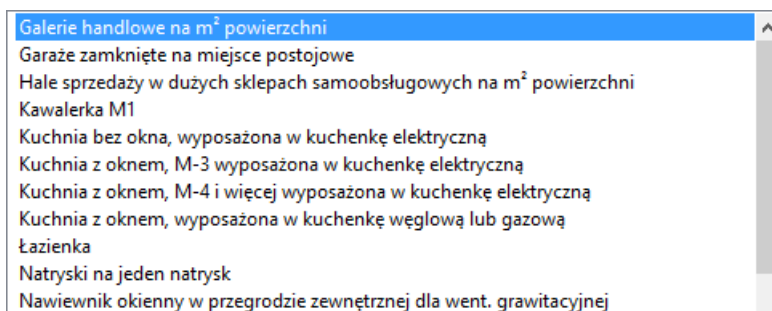 Galerie handlowe na m² powierzchni
Garaże zamknięte na miejsce postojowe
Hale sprzedaży w dużych sklepach samoobsługowych na m² powierzchni
Kawalerka M1
Kuchnia bez okna, wyposażona w kuchenkę elektryczną
Kuchnia z oknem, M-3 wyposażona w kuchenkę elektryczną
Kuchnia z oknem, M-4 i więcej wyposażona w kuchenkę elektryczną
Kuchnia z oknem, wyposażona w kuchenkę węglową lub gazową
Łazienka
Natryski na jeden natrysk
Nawiewnik okienny w przegrodzie zewnętrznej dla went. grawitacyjnej